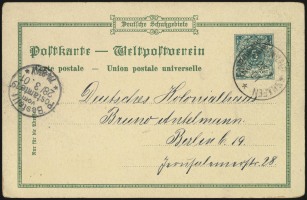 Deutsche Schutzgebiete
Postkarte — Weltpostverein
Carte postale — Union postale universelle
Deutsches Kolonialhaus
Bruno Antelmann
Berlin C. 19.
Jerusalemerstr. 28.